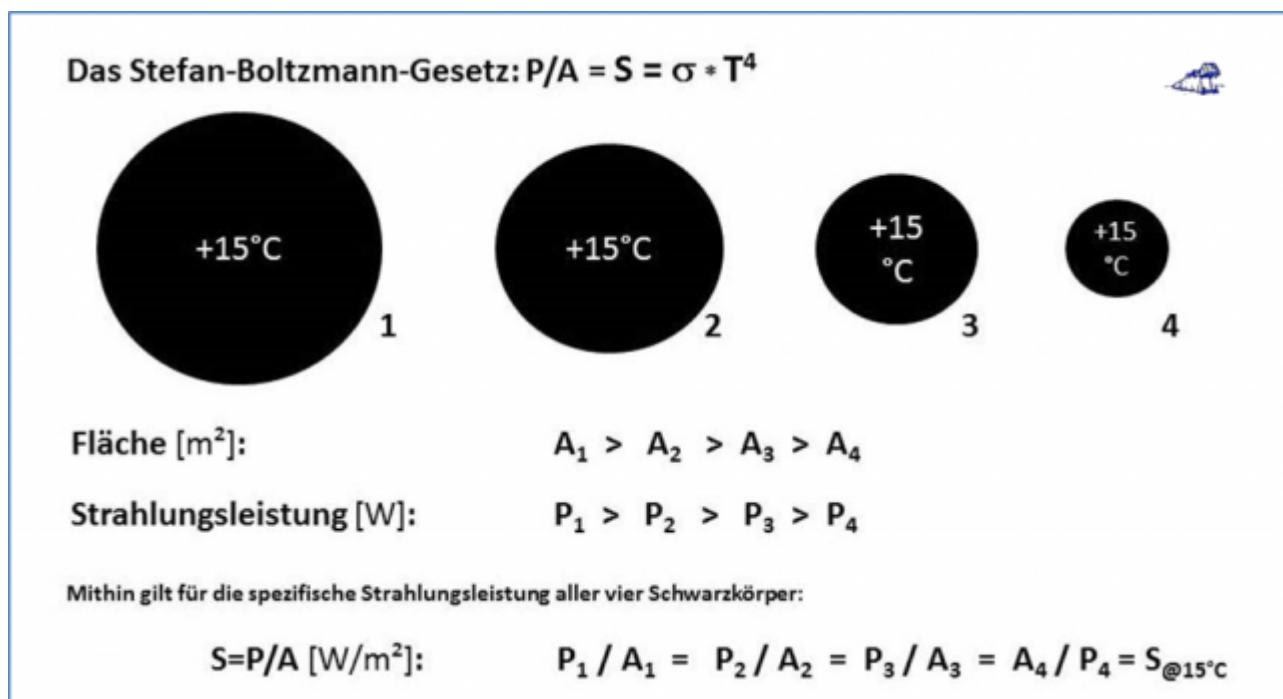 Das Stefan-Boltzmann-Gesetz: P/A = S = σ * T⁴
+15°C
1
+15°C
2
+15
°C
3
+15
°C
4
Fläche [m²]: A₁ > A₂ > A₃ > A₄
Strahlungsleistung [W]: P₁ > P₂ > P₃ > P₄
Mithin gilt für die spezifische Strahlungsleistung aller vier Schwarzkörper:
S=P/A [W/m²]: P₁ / A₁ = P₂ / A₂ = P₃ / A₃ = A₄ / P₄ = S@15°C